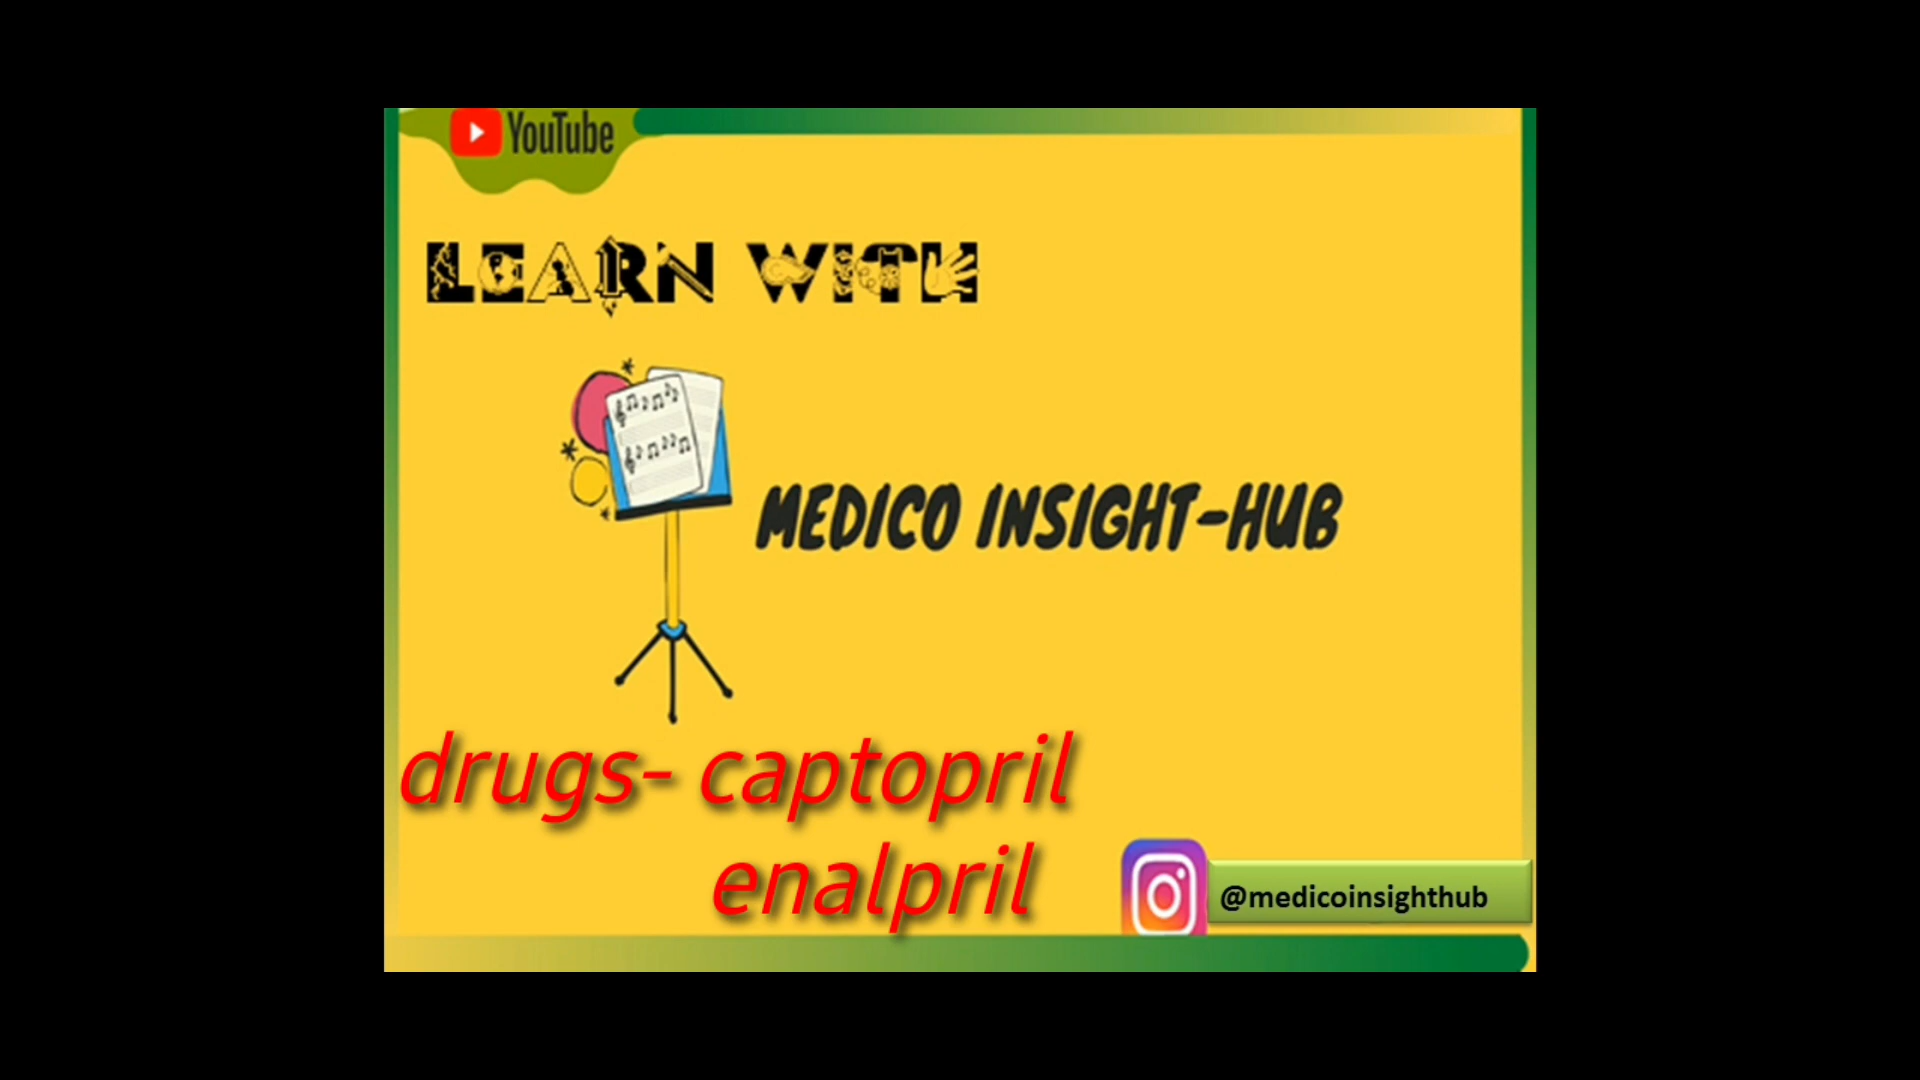 YouTube
LEARN WITH
MEDICO INSIGHT-HUB
drugs- captopril
enalpril
@medicoinsighthub